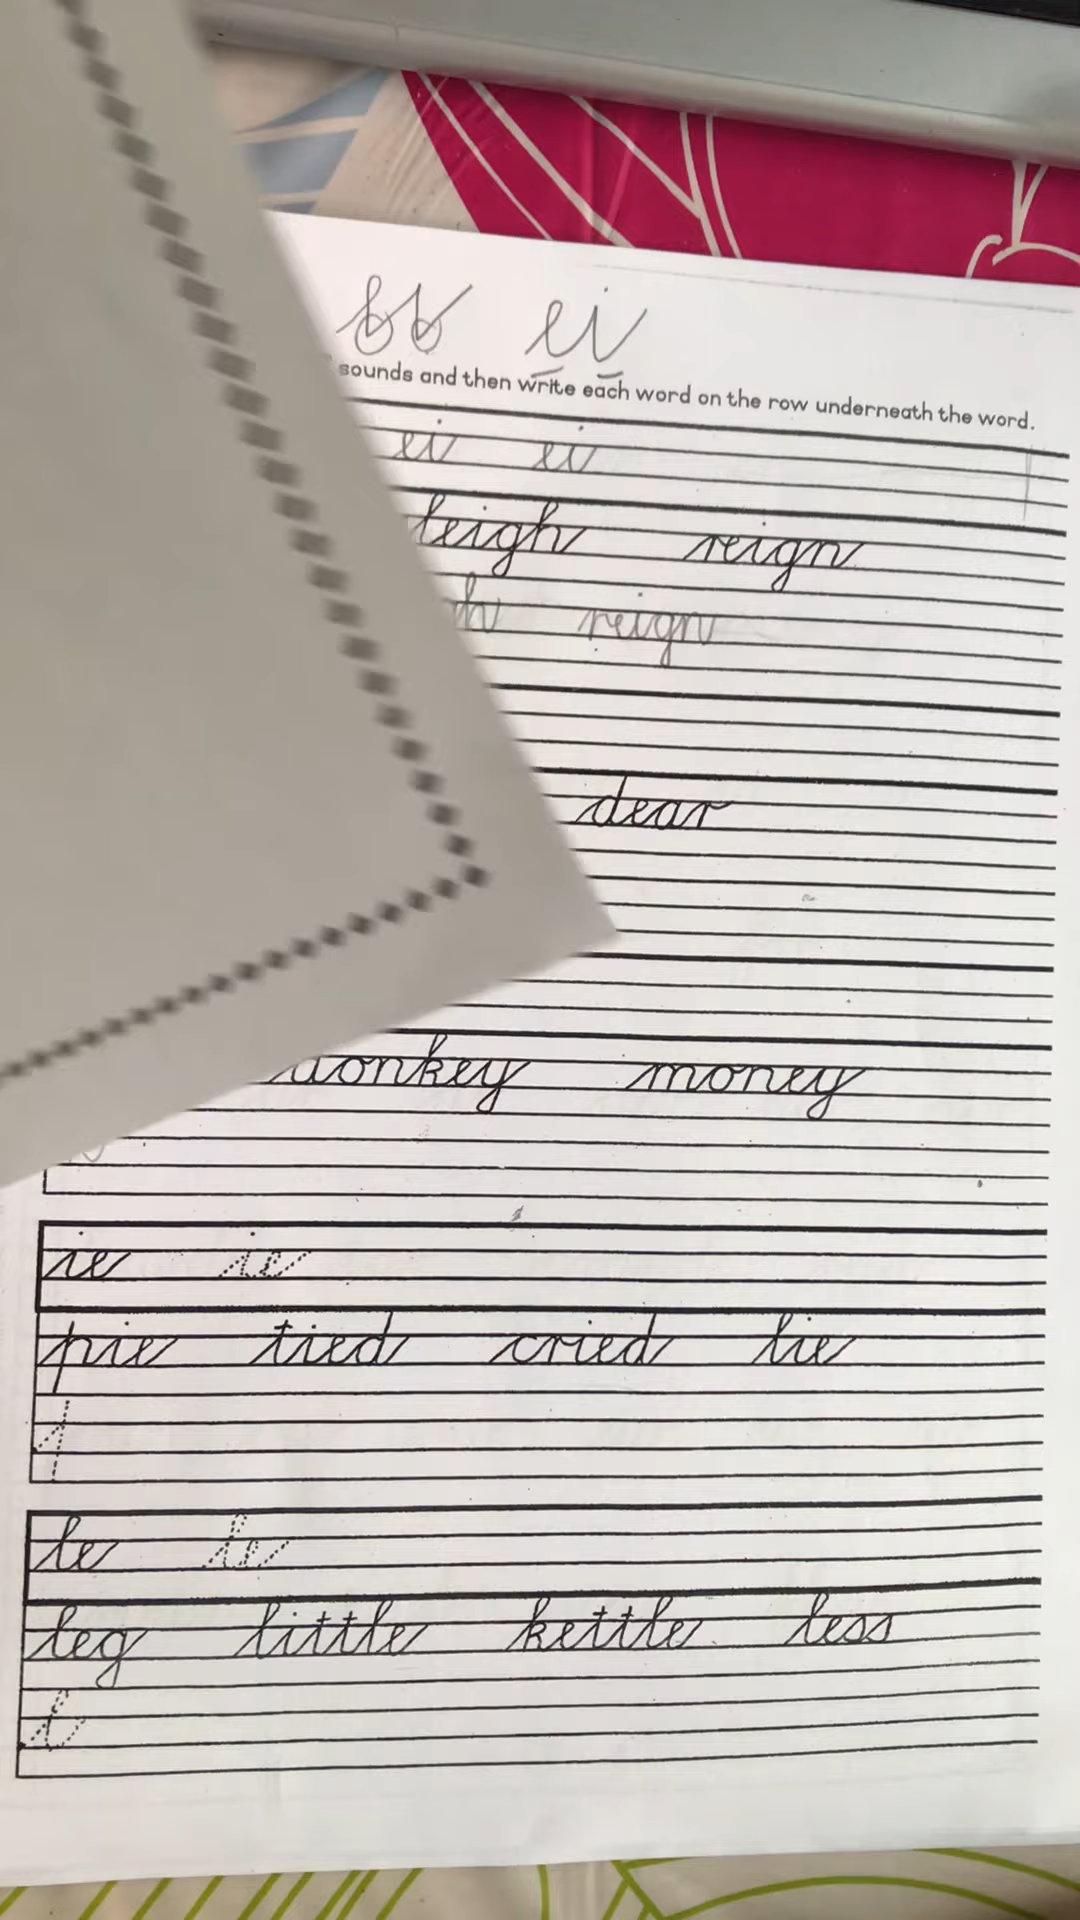 ei
sounds and then write each word on the row underneath the word.
ei ei
reign
reign
dear
donkey money
ie ie
pie tied cried lie
le le
leg little kettle less
l